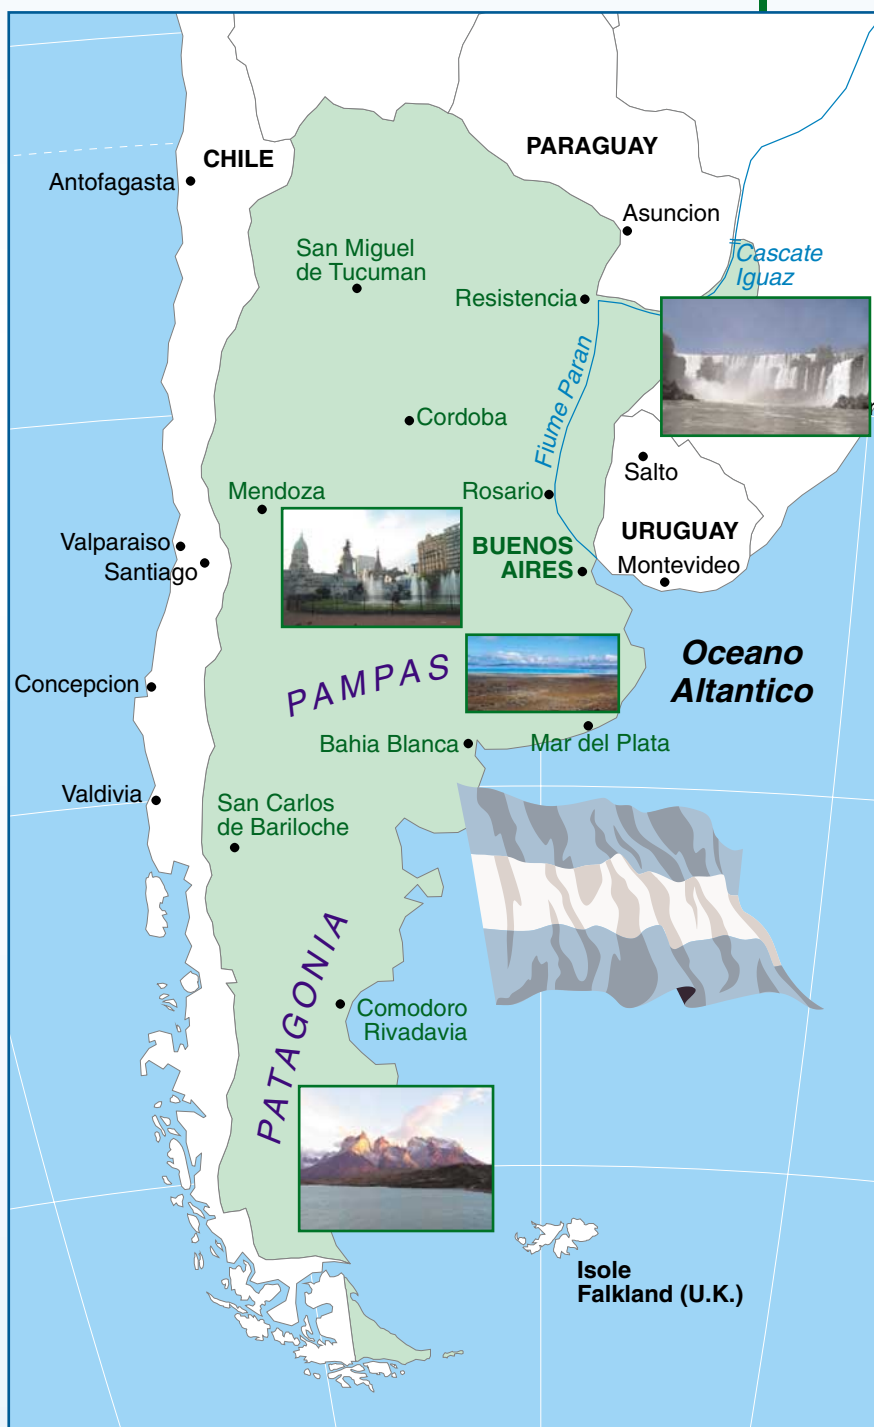 CHILE
PARAGUAY
Antofagasta
Asuncion
San Miguel
de Tucuman
Cascate
Iguaz
Resistencia
Fiume Paran
Cordoba
Salto
Mendoza
Rosario
URUGUAY
Valparaiso
Santiago
BUENOS
AIRES
Montevideo
Oceano
Altantico
PAMPAS
Concepcion
Bahia Blanca
Mar del Plata
Valdivia
San Carlos
de Bariloche
PATAGONIA
Comodoro
Rivadavia
Isole
Falkland (U.K.)